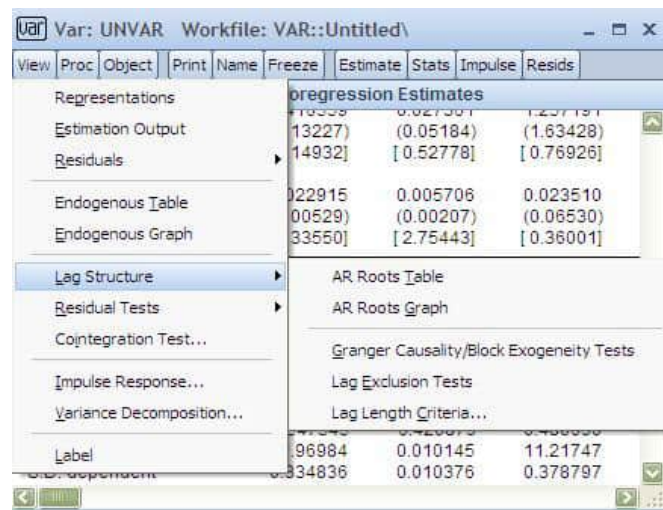 var Var: UNVAR Workfile: VAR::Untitled\
View Proc Object Print Name Freeze Estimate Stats Impulse Resids
oregression Estimates
Representations
13227) (0.05184) (1.63428)
Estimation Output
14932] [ 0.52778] [ 0.76926]
Residuals
022915 0.005706 0.023510
Endogenous Table
00529) (0.00207) (0.06530)
Endogenous Graph
33550] [ 2.75443] [ 0.36001]
Lag Structure
AR Roots Table
Residual Tests
AR Roots Graph
Cointegration Test...
Granger Causality/Block Exogeneity Tests
Impulse Response...
Lag Exclusion Tests
Variance Decomposition...
Lag Length Criteria...
Label
.96984 0.010145 11.21747
S.D. dependent 0.834836 0.010376 0.378797